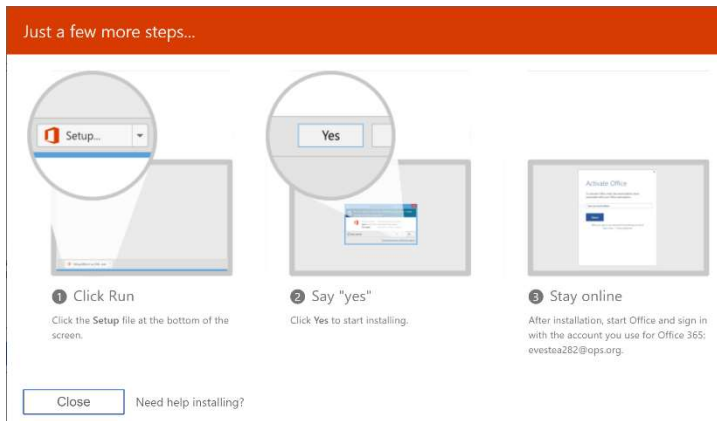 Just a few more steps...
Setup...
Yes
Activate Office
1 Click Run
Click the Setup file at the bottom of the
screen.
2 Say "yes"
Click Yes to start installing.
3 Stay online
After installation, start Office and sign in
with the account you use for Office 365:
evestea282@ops.org.
Close
Need help installing?